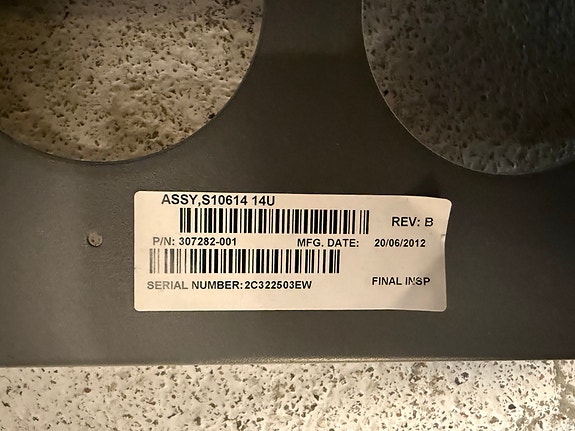 ASSY,S10614 14U
REV: B
P/N: 307282-001 MFG. DATE: 20/06/2012
SERIAL NUMBER:2C322503EW FINAL INSP